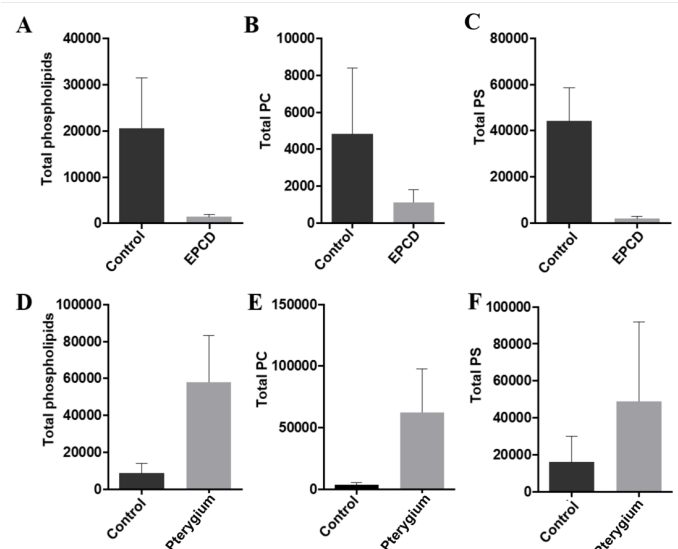 A
Total phospholipids
40000
30000
20000
10000
0
Control
EPCD
B
Total PC
10000
8000
6000
4000
2000
0
Control
EPCD
C
Total PS
80000
60000
40000
20000
0
Control
EPCD
D
Total phospholipids
100000
80000
60000
40000
20000
0
Control
Pterygium
E
Total PC
150000
100000
50000
0
Control
Pterygium
F
Total PS
100000
80000
60000
40000
20000
0
Control
Pterygium